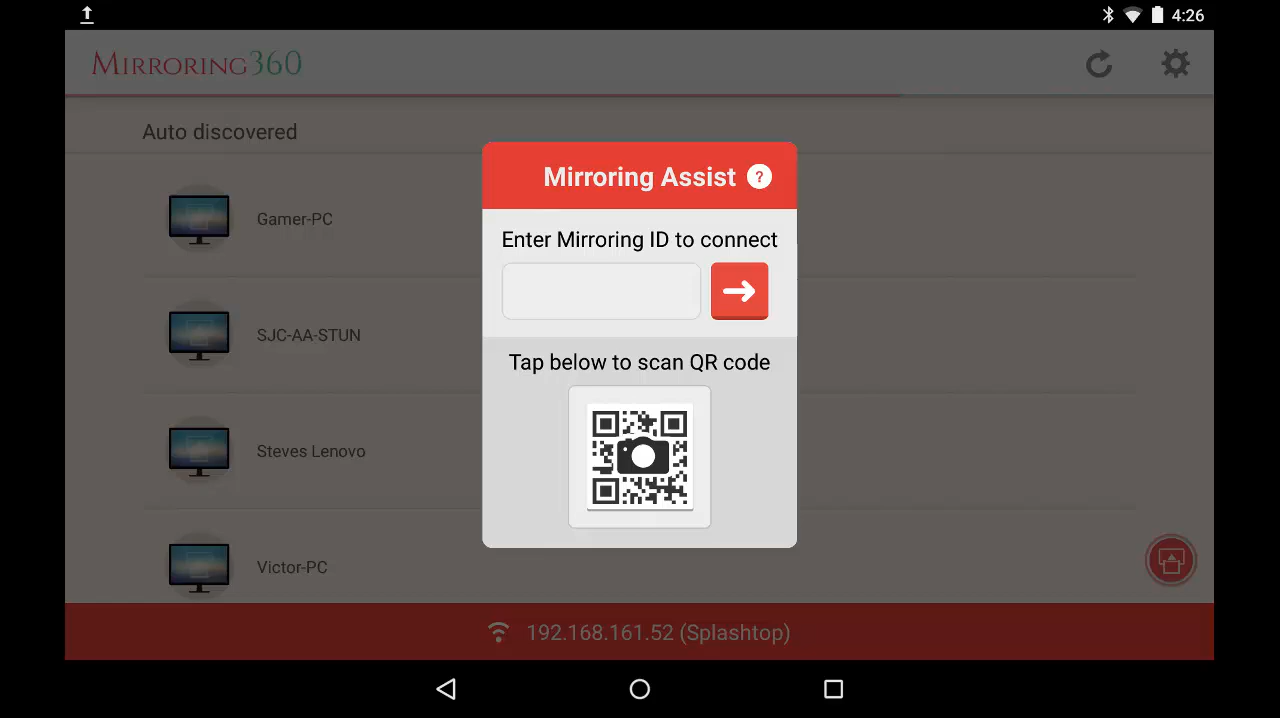 4:26
MIRRORING360
Auto discovered
Mirroring Assist ?
Enter Mirroring ID to connect
Tap below to scan QR code
Gamer-PC
SJC-AA-STUN
Steves Lenovo
Victor-PC
192.168.161.52 (Splashtop)